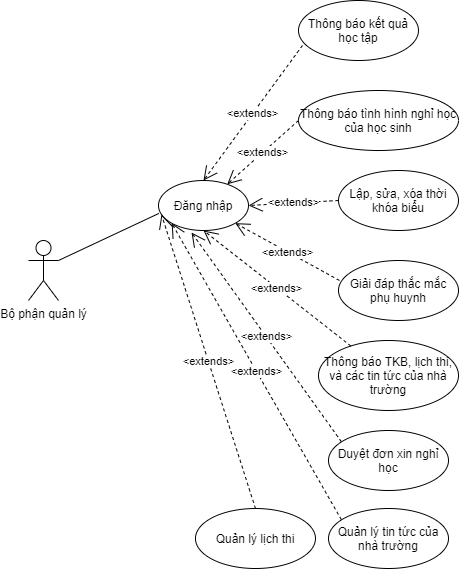 Thông báo kết quả
học tập
<extends>
Thông báo tình hình nghỉ học
của học sinh
<extends>
Lập, sửa, xóa thời
khóa biểu
<extends>
Đăng nhập
<extends>
Giải đáp thắc mắc
phụ huynh
<extends>
Bộ phận quản lý
<extends>
Thông báo TKB, lịch thi,
và các tin tức của nhà
trường
<extends>
<extends>
Duyệt đơn xin nghỉ
học
Quản lý lịch thi
Quản lý tin tức của
nhà trường